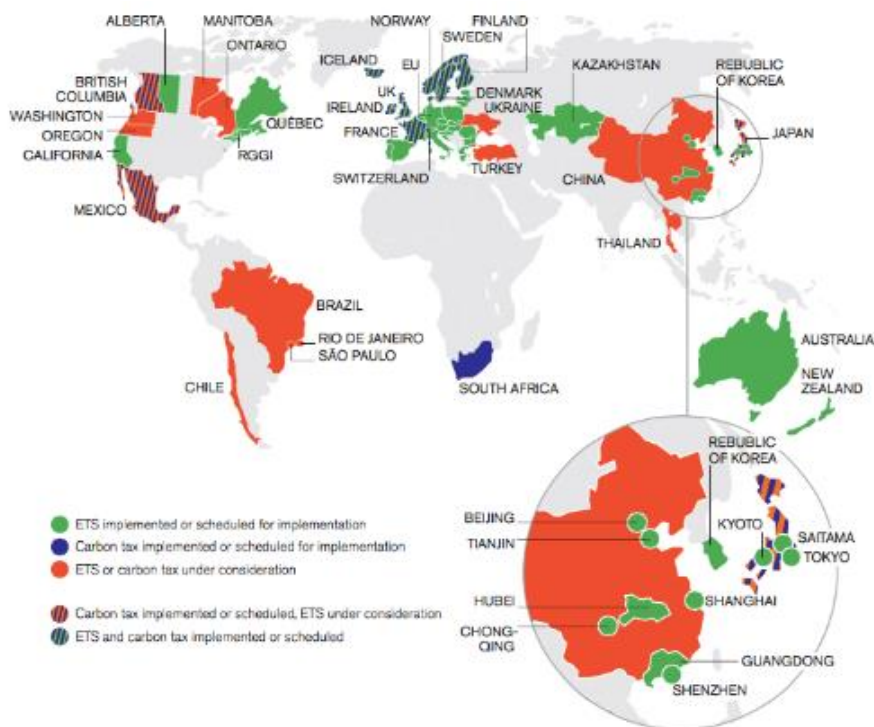 ALBERTA
MANITOBA
ONTARIO
NORWAY
FINLAND
SWEDEN
ICELAND
EU
KAZAKHSTAN
REPUBLIC
OF KOREA
BRITISH
COLUMBIA
UK
IRELAND
DENMARK
UKRAINE
WASHINGTON
OREGON
QUÉBEC
FRANCE
JAPAN
CALIFORNIA
RGGI
SWITZERLAND
TURKEY
CHINA
MEXICO
THAILAND
BRAZIL
RIO DE JANEIRO
SÃO PAULO
CHILE
SOUTH AFRICA
AUSTRALIA
NEW
ZEALAND
REBUBLIC
OF KOREA
BEIJING
KYOTO
SAITAMA
TIANJIN
TOKYO
HUBEI
SHANGHAI
CHONG-
QING
GUANGDONG
SHENZHEN
ETS implemented or scheduled for implementation
Carbon tax implemented or scheduled for implementation
ETS or carbon tax under consideration
Carbon tax implemented or scheduled, ETS under consideration
ETS and carbon tax implemented or scheduled